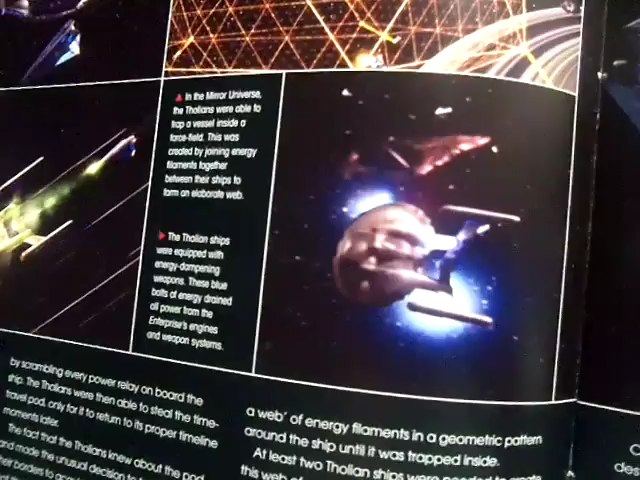 ▲ In the Mirror Universe,
the Tholians were able to
trap a vessel inside a
force-field. This was
created by joining energy
filaments together
between their ships to
form an elaborate web.
▶ The Tholian ships
were equipped with
energy-dampening
weapons. These blue
bolts of energy drained
all power from the
Enterprise's engines
and weapon systems.
by scrambling every power relay on board the
ship. The Tholians were then able to steal the time-
travel pod, only for it to return to its proper timeline
moments later.
The fact that the Tholians knew about the pod
and made the unusual decision to
their borders to
a web' of energy filaments in a geometric pattern
around the ship until it was trapped inside.
At least two Tholian ships were needed to create
this web